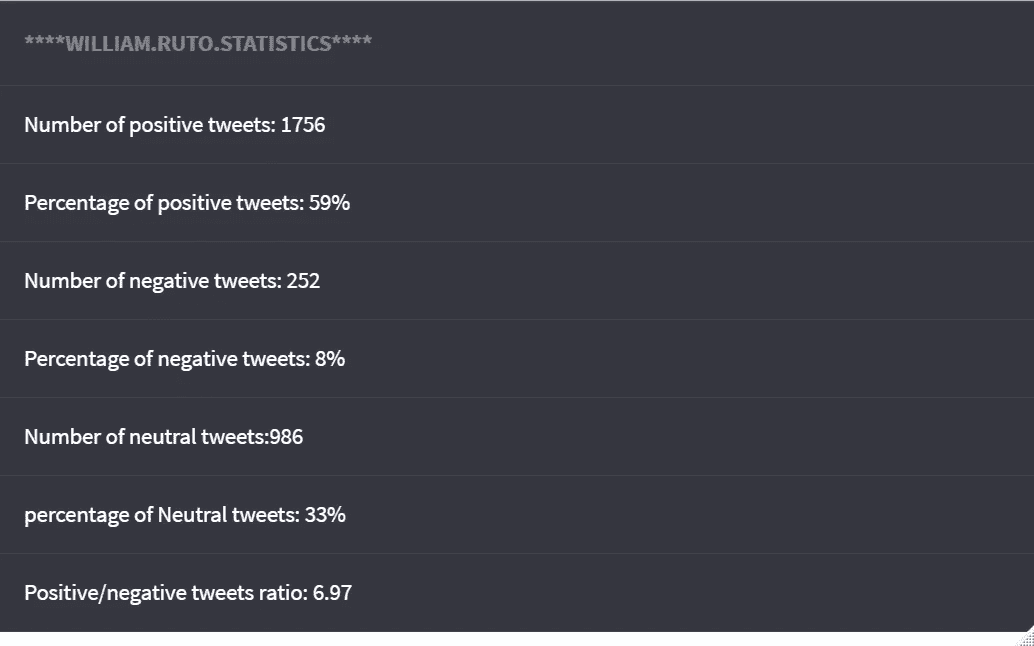 ****WILLIAM.RUTO.STATISTICS****
Number of positive tweets: 1756
Percentage of positive tweets: 59%
Number of negative tweets: 252
Percentage of negative tweets: 8%
Number of neutral tweets:986
percentage of Neutral tweets: 33%
Positive/negative tweets ratio: 6.97